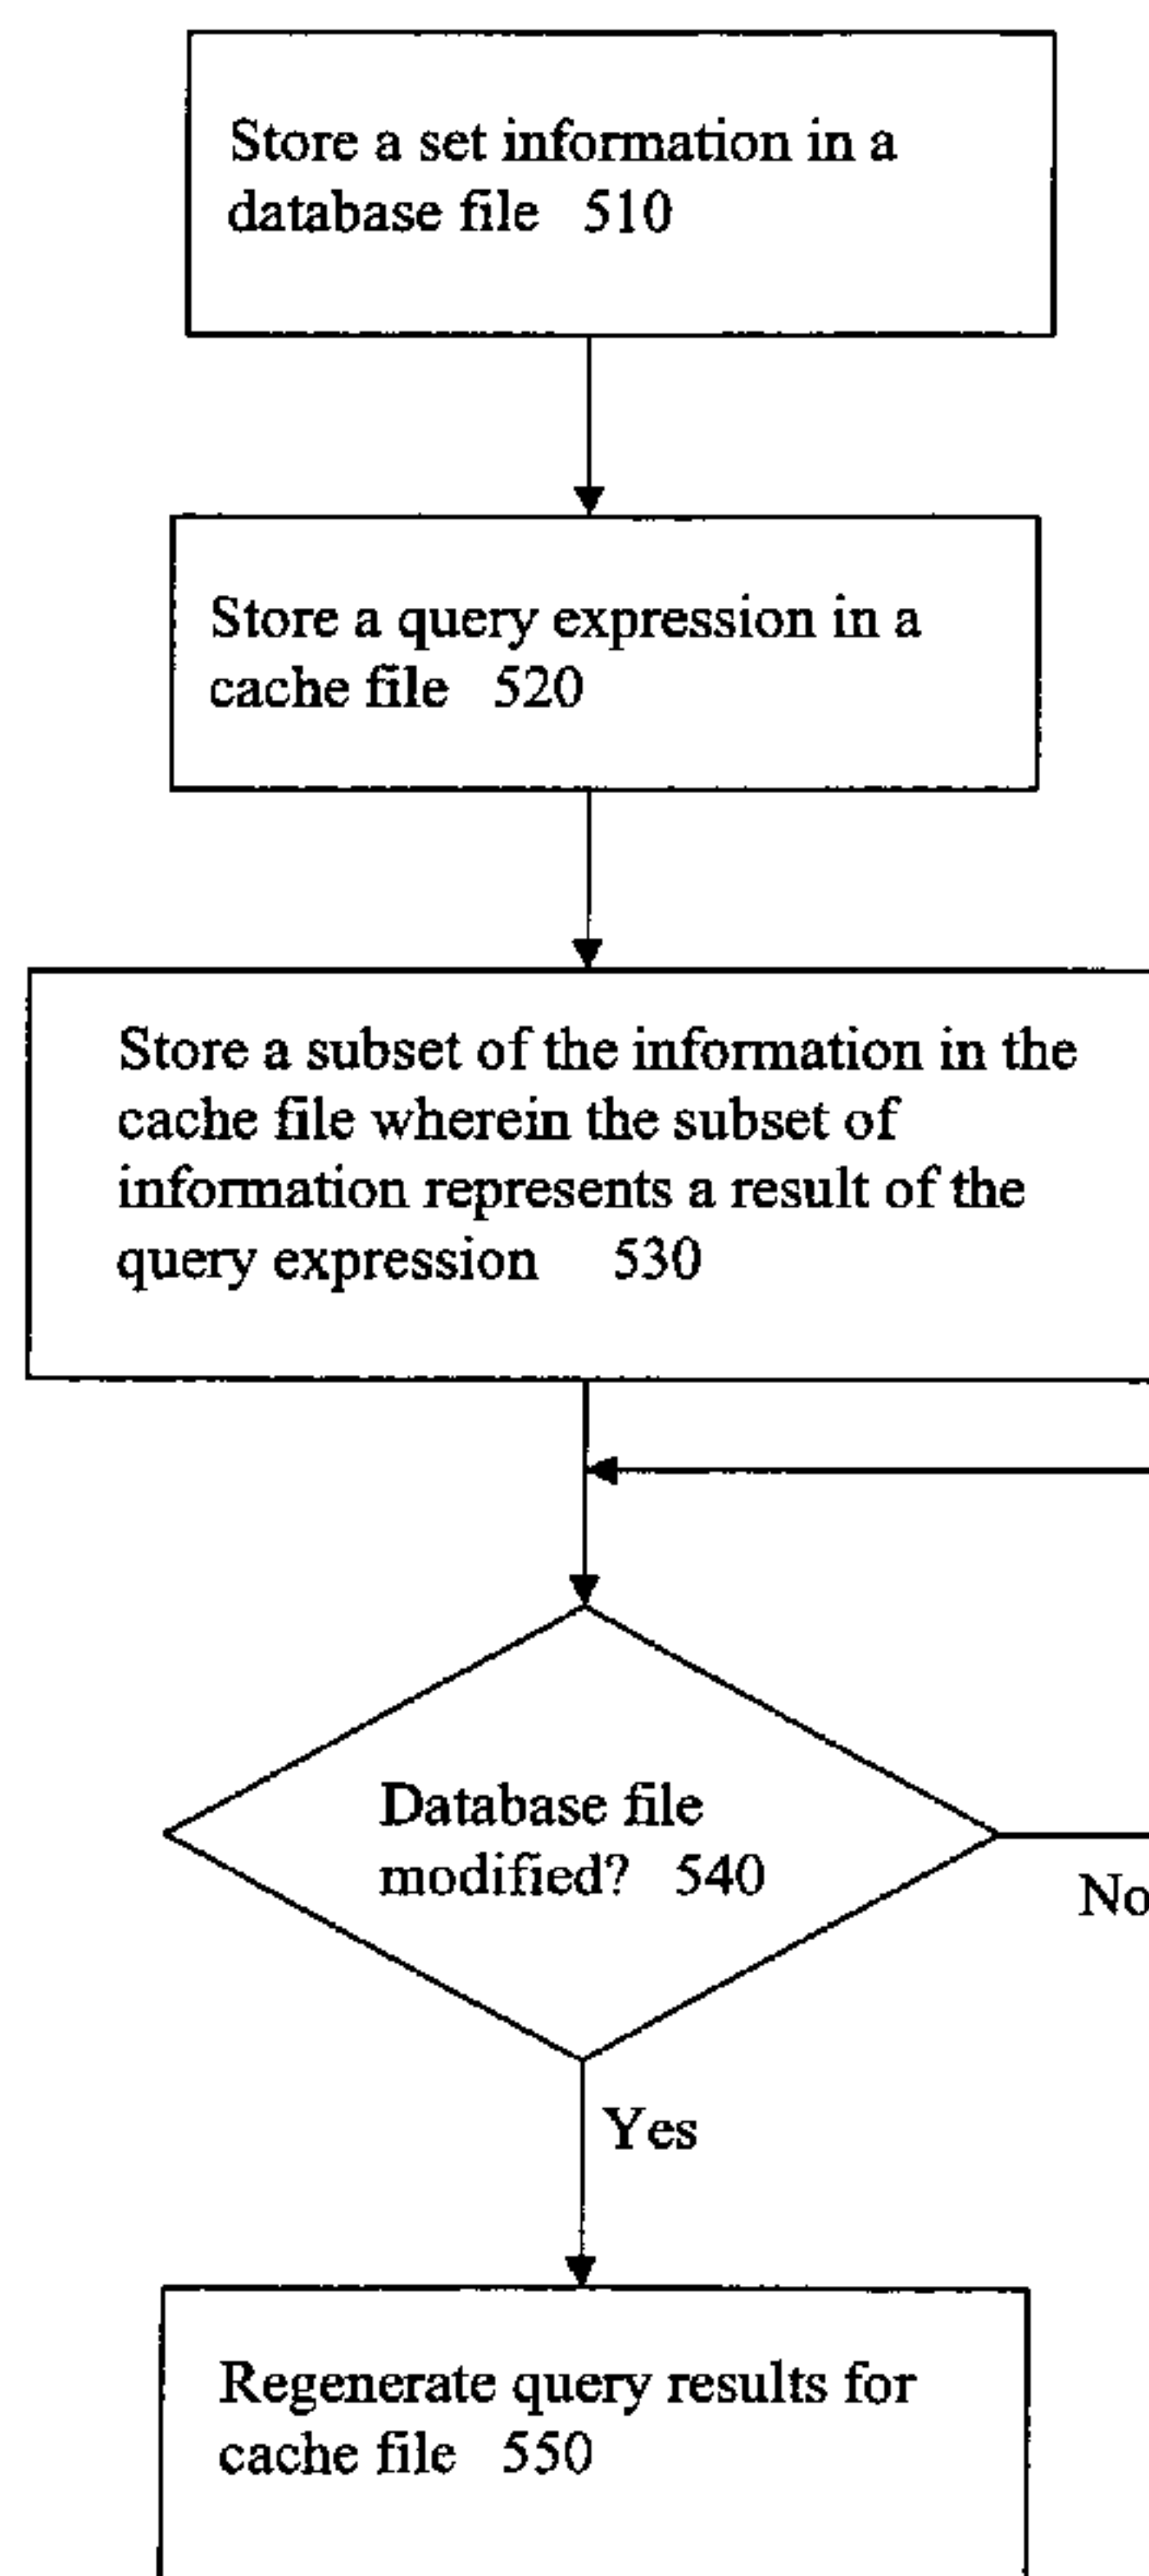 Store a set information in a
database file 510
Store a query expression in a
cache file 520
Store a subset of the information in the
cache file wherein the subset of
information represents a result of the
query expression 530
Database file
modified? 540
No
Yes
Regenerate query results for
cache file 550